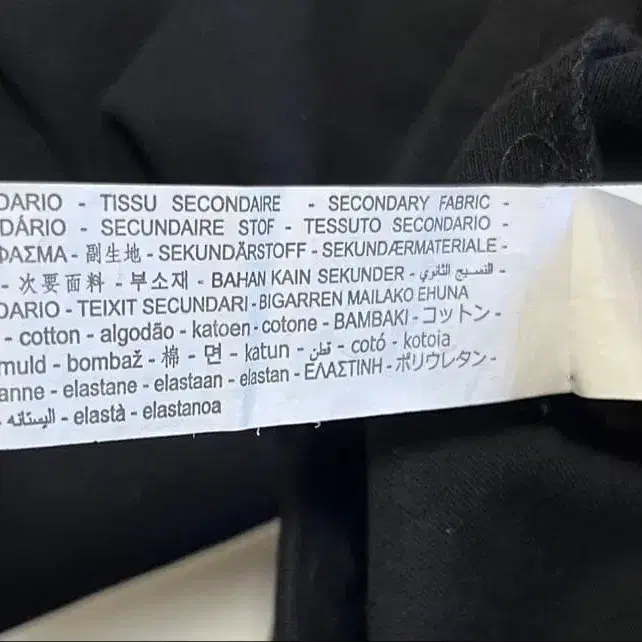 DARIO - TISSU SECONDAIRE - SECONDARY FABRIC -
DÁRIO - SECUNDAIRE STOF - TESSUTO SECONDARIO -
ΦΑΣΜΑ - 副生地 - SEKUNDÄRSTOFF - SEKUNDÆRMATERIALE -
- 次要面料 - 부소재 - BAHAN KAIN SEKUNDER - النسيج الثانوي -
DARIO - TEIXIT SECUNDARI - BIGARREN MAILAKO EHUNA
- cotton - algodão - katoen - cotone - BAMBAKI - コットン -
muld - bombaž - 棉 - 면 - katun - قطن - cotó - kotoia
anne - elastane - elastaan - elastan - ΕΛΑΣΤΙΝΗ - ポリウレタン -
- اليستانه - elastà - elastanoa